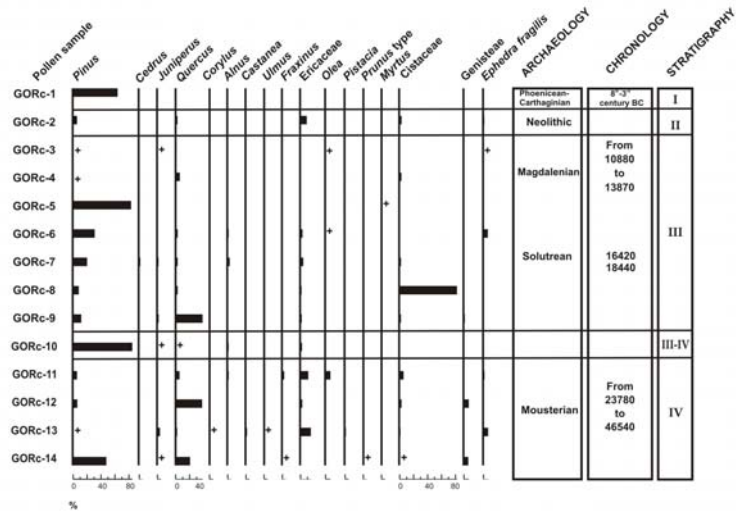 Pollen sample
Pinus
Cedrus
Juniperus
Quercus
Corylus
Alnus
Castanea
Ulmus
Fraxinus
Ericaceae
Olea
Pistacia
Prunus type
Myrtus
Cistaceae
Genisteae
Ephedra fragilis
ARCHAEOLOGY
CHRONOLOGY
STRATIGRAPHY
GORc-1
Phoenicean-
Carthaginian
8º-3º
century BC
I
GORc-2
Neolithic
II
GORc-3
+ + + +
From
10880
to
13870
GORc-4
+
Magdalenian
GORc-5
+
GORc-6
+
III
GORc-7
Solutrean
16420
18440
GORc-8
GORc-9
GORc-10
+ +
III-IV
GORc-11
GORc-12
Mousterian
From
23780
to
46540
IV
GORc-13
+ + +
GORc-14
+ + + +
0 40 80
0 40
0 40 80
%